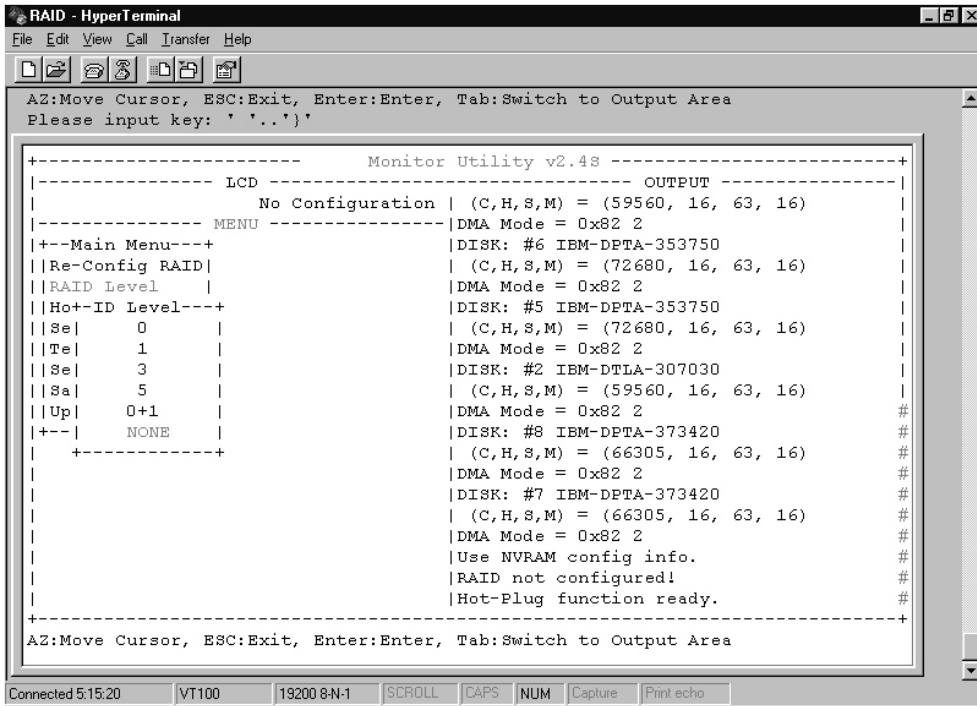 RAID - HyperTerminal
File Edit View Call Transfer Help
AZ:Move Cursor, ESC:Exit, Enter:Enter, Tab:Switch to Output Area
Please input key: ' '..'}'
+------------------------ Monitor Utility v2.4S --------------------------+
|---------------- LCD --------------------------------- OUTPUT ----------------|
| No Configuration | (C,H,S,M) = (59560, 16, 63, 16) |
|--------------- MENU ----------------|DMA Mode = 0x82 2 |
|+--Main Menu---+ |DISK: #6 IBM-DPTA-353750 |
||Re-Config RAID| | (C,H,S,M) = (72680, 16, 63, 16) |
||RAID Level | |DMA Mode = 0x82 2 |
||Ho+-ID Level---+ |DISK: #5 IBM-DPTA-353750 |
||Se| 0 | | (C,H,S,M) = (72680, 16, 63, 16) |
||Te| 1 | |DMA Mode = 0x82 2 |
||Se| 3 | |DISK: #2 IBM-DTLA-307030 |
||Sa| 5 | | (C,H,S,M) = (59560, 16, 63, 16) |
||Up| 0+1 | |DMA Mode = 0x82 2 #
|+--| NONE | |DISK: #8 IBM-DPTA-373420 #
| +------------+ | (C,H,S,M) = (66305, 16, 63, 16) #
| |DMA Mode = 0x82 2 #
| |DISK: #7 IBM-DPTA-373420 #
| | (C,H,S,M) = (66305, 16, 63, 16) #
| |DMA Mode = 0x82 2 #
| |Use NVRAM config info. #
| |RAID not configured! #
| |Hot-Plug function ready. #
+------------------------------------------------------------------------------+
AZ:Move Cursor, ESC:Exit, Enter:Enter, Tab:Switch to Output Area
Connected 5:15:20 VT100 19200 8-N-1 SCROLL CAPS NUM Capture Print echo